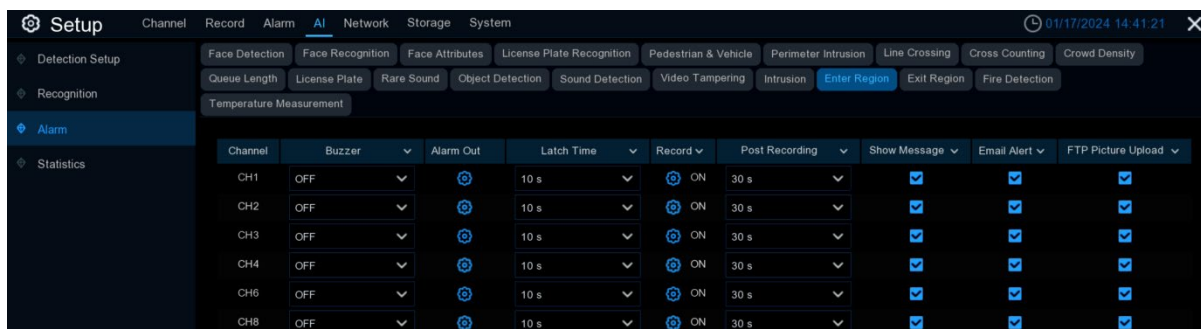 Setup Channel Record Alarm AI Network Storage System 01/17/2024 14:41:21
Detection Setup
Recognition
Alarm
Statistics
Face Detection Face Recognition Face Attributes License Plate Recognition Pedestrian & Vehicle Perimeter Intrusion Line Crossing Cross Counting Crowd Density
Queue Length License Plate Rare Sound Object Detection Sound Detection Video Tampering Intrusion Enter Region Exit Region Fire Detection
Temperature Measurement
Channel Buzzer Alarm Out Latch Time Record Post Recording Show Message Email Alert FTP Picture Upload
CH1 OFF 10 s ON 30 s
CH2 OFF 10 s ON 30 s
CH3 OFF 10 s ON 30 s
CH4 OFF 10 s ON 30 s
CH6 OFF 10 s ON 30 s
CH8 OFF 10 s ON 30 s